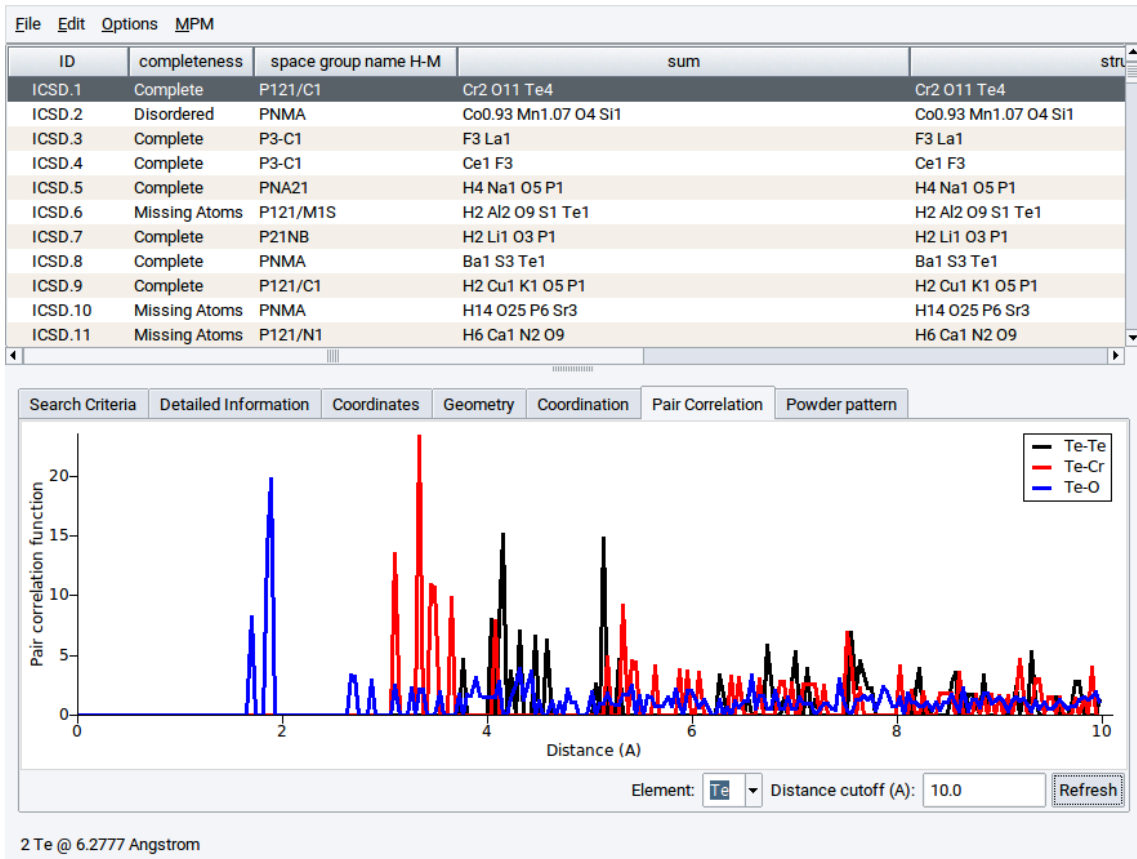 File Edit Options MPM
ID completeness space group name H-M sum stru
ICSD.1 Complete P121/C1 Cr2 O11 Te4 Cr2 O11 Te4
ICSD.2 Disordered PNMA Co0.93 Mn1.07 O4 Si1 Co0.93 Mn1.07 O4 Si1
ICSD.3 Complete P3-C1 F3 La1 F3 La1
ICSD.4 Complete P3-C1 Ce1 F3 Ce1 F3
ICSD.5 Complete PNA21 H4 Na1 O5 P1 H4 Na1 O5 P1
ICSD.6 Missing Atoms P121/M1S H2 Al2 O9 S1 Te1 H2 Al2 O9 S1 Te1
ICSD.7 Complete P21NB H2 Li1 O3 P1 H2 Li1 O3 P1
ICSD.8 Complete PNMA Ba1 S3 Te1 Ba1 S3 Te1
ICSD.9 Complete P121/C1 H2 Cu1 K1 O5 P1 H2 Cu1 K1 O5 P1
ICSD.10 Missing Atoms PNMA H14 O25 P6 Sr3 H14 O25 P6 Sr3
ICSD.11 Missing Atoms P121/N1 H6 Ca1 N2 O9 H6 Ca1 N2 O9
Search Criteria Detailed Information Coordinates Geometry Coordination Pair Correlation Powder pattern
Te-Te
Te-Cr
Te-O
Pair correlation function
20
15
10
5
0
0 2 4 6 8 10
Distance (A)
Element: Te Distance cutoff (A): 10.0 Refresh
2 Te @ 6.2777 Angstrom